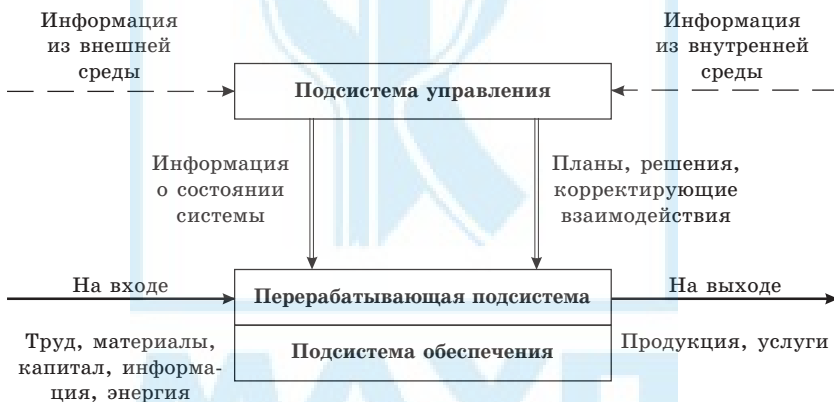 Информация
из внешней
среды
Информация
из внутренней
среды
Подсистема управления
Информация
о состоянии
системы
Планы, решения,
корректирующие
взаимодействия
На входе
Перерабатывающая подсистема
На выходе
Труд, материалы,
капитал, информа-
ция, энергия
Подсистема обеспечения
Продукция, услуги
МАУП